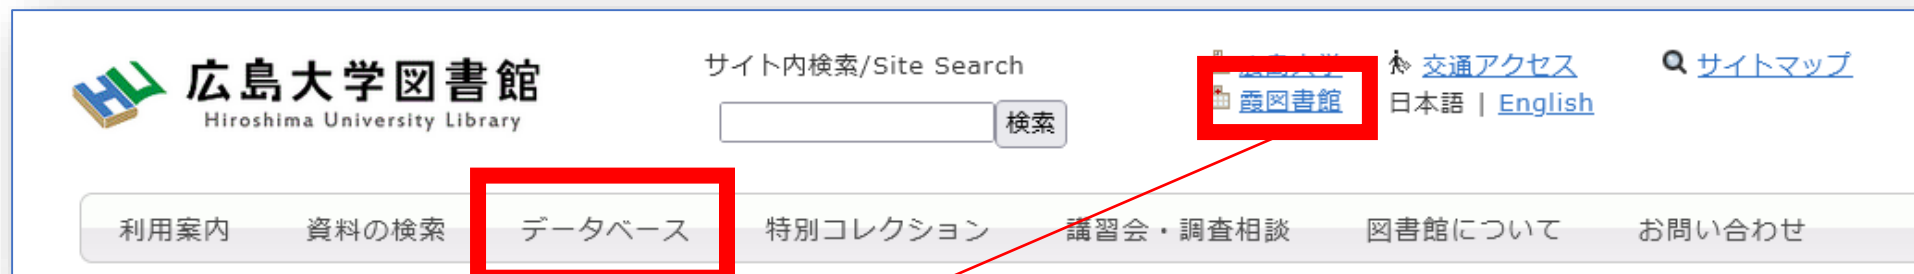 広島大学図書館
Hiroshima University Library
サイト内検索/Site Search
検索
広島大学
霞図書館
交通アクセス
日本語 | English
サイトマップ
利用案内 資料の検索 データベース 特別コレクション 講習会・調査相談 図書館について お問い合わせ